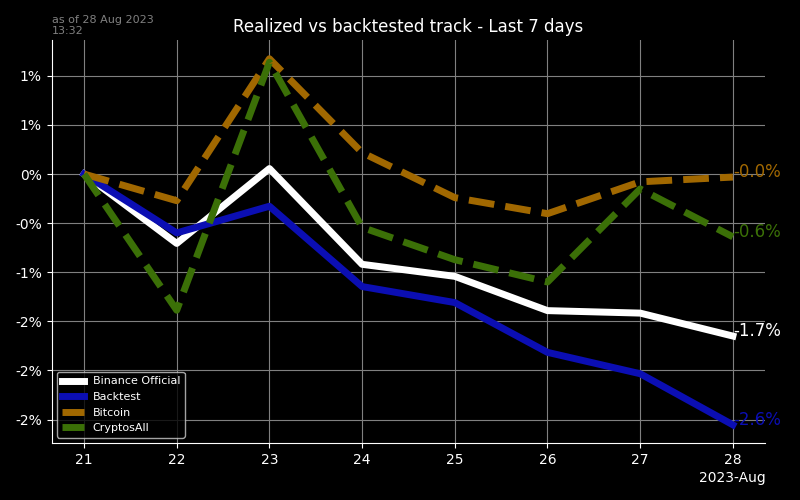 as of 28 Aug 2023
13:32
Realized vs backtested track - Last 7 days
1%
1%
0%
-0%
-1%
-2%
-2%
-2%
-0.0%
-0.6%
-1.7%
-2.6%
Binance Official
Backtest
Bitcoin
CryptosAll
21 22 23 24 25 26 27 28
2023-Aug